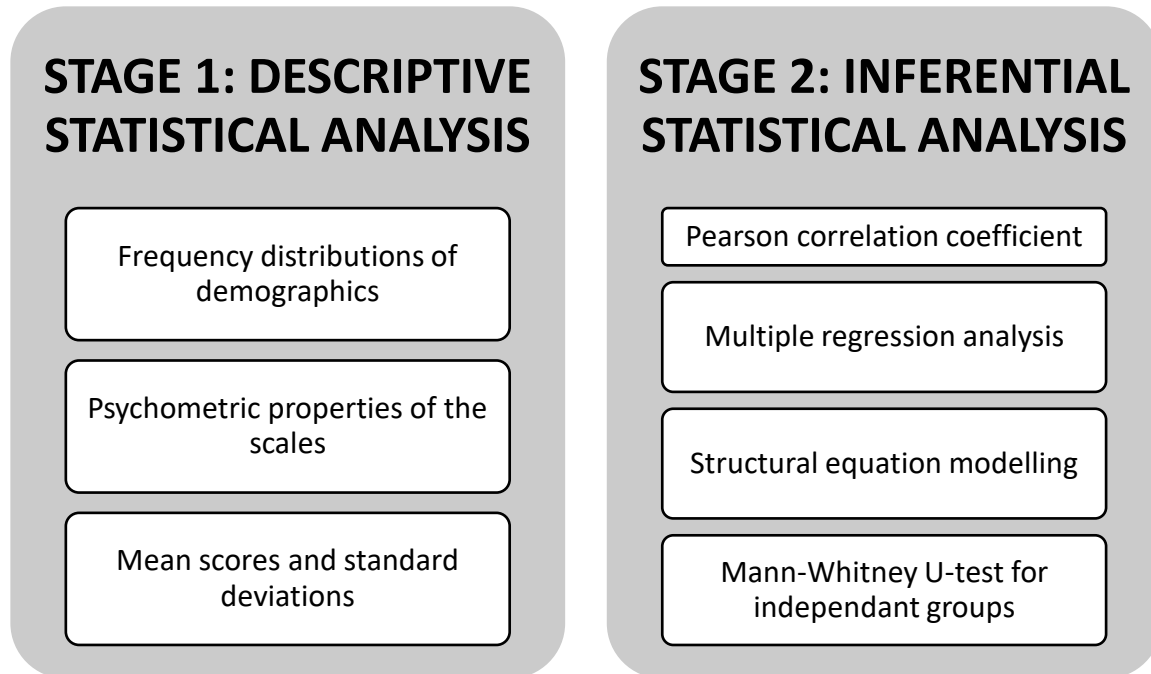 STAGE 1: DESCRIPTIVE
STATISTICAL ANALYSIS
Frequency distributions of
demographics
Psychometric properties of the
scales
Mean scores and standard
deviations
STAGE 2: INFERENTIAL
STATISTICAL ANALYSIS
Pearson correlation coefficient
Multiple regression analysis
Structural equation modelling
Mann-Whitney U-test for
independant groups